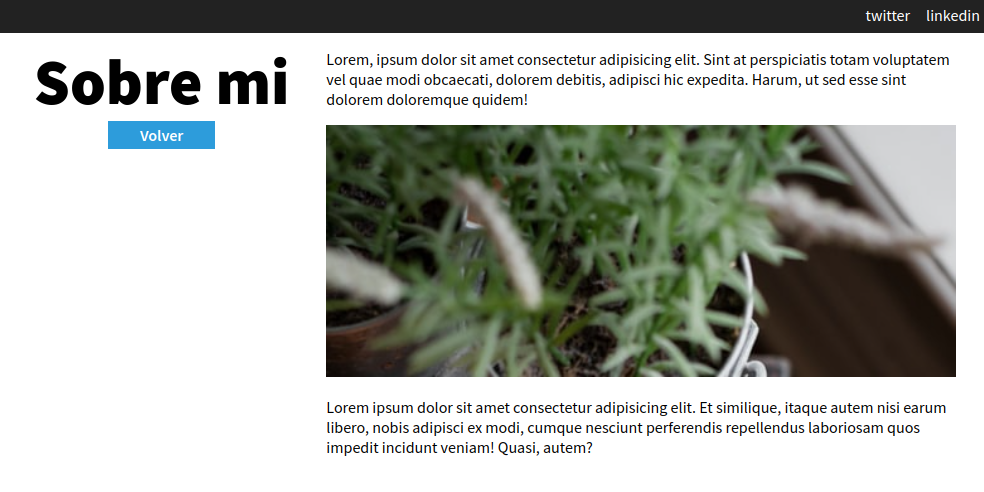 twitter linkedin
Sobre mi
Volver
Lorem, ipsum dolor sit amet consectetur adipisicing elit. Sint at perspiciatis totam voluptatem
vel quae modi obcaecati, dolorem debitis, adipisci hic expedita. Harum, ut sed esse sint
dolorem doloremque quidem!
Lorem ipsum dolor sit amet consectetur adipisicing elit. Et similique, itaque autem nisi earum
libero, nobis adipisci ex modi, cumque nesciunt perferendis repellendus laboriosam quos
impedit incidunt veniam! Quasi, autem?